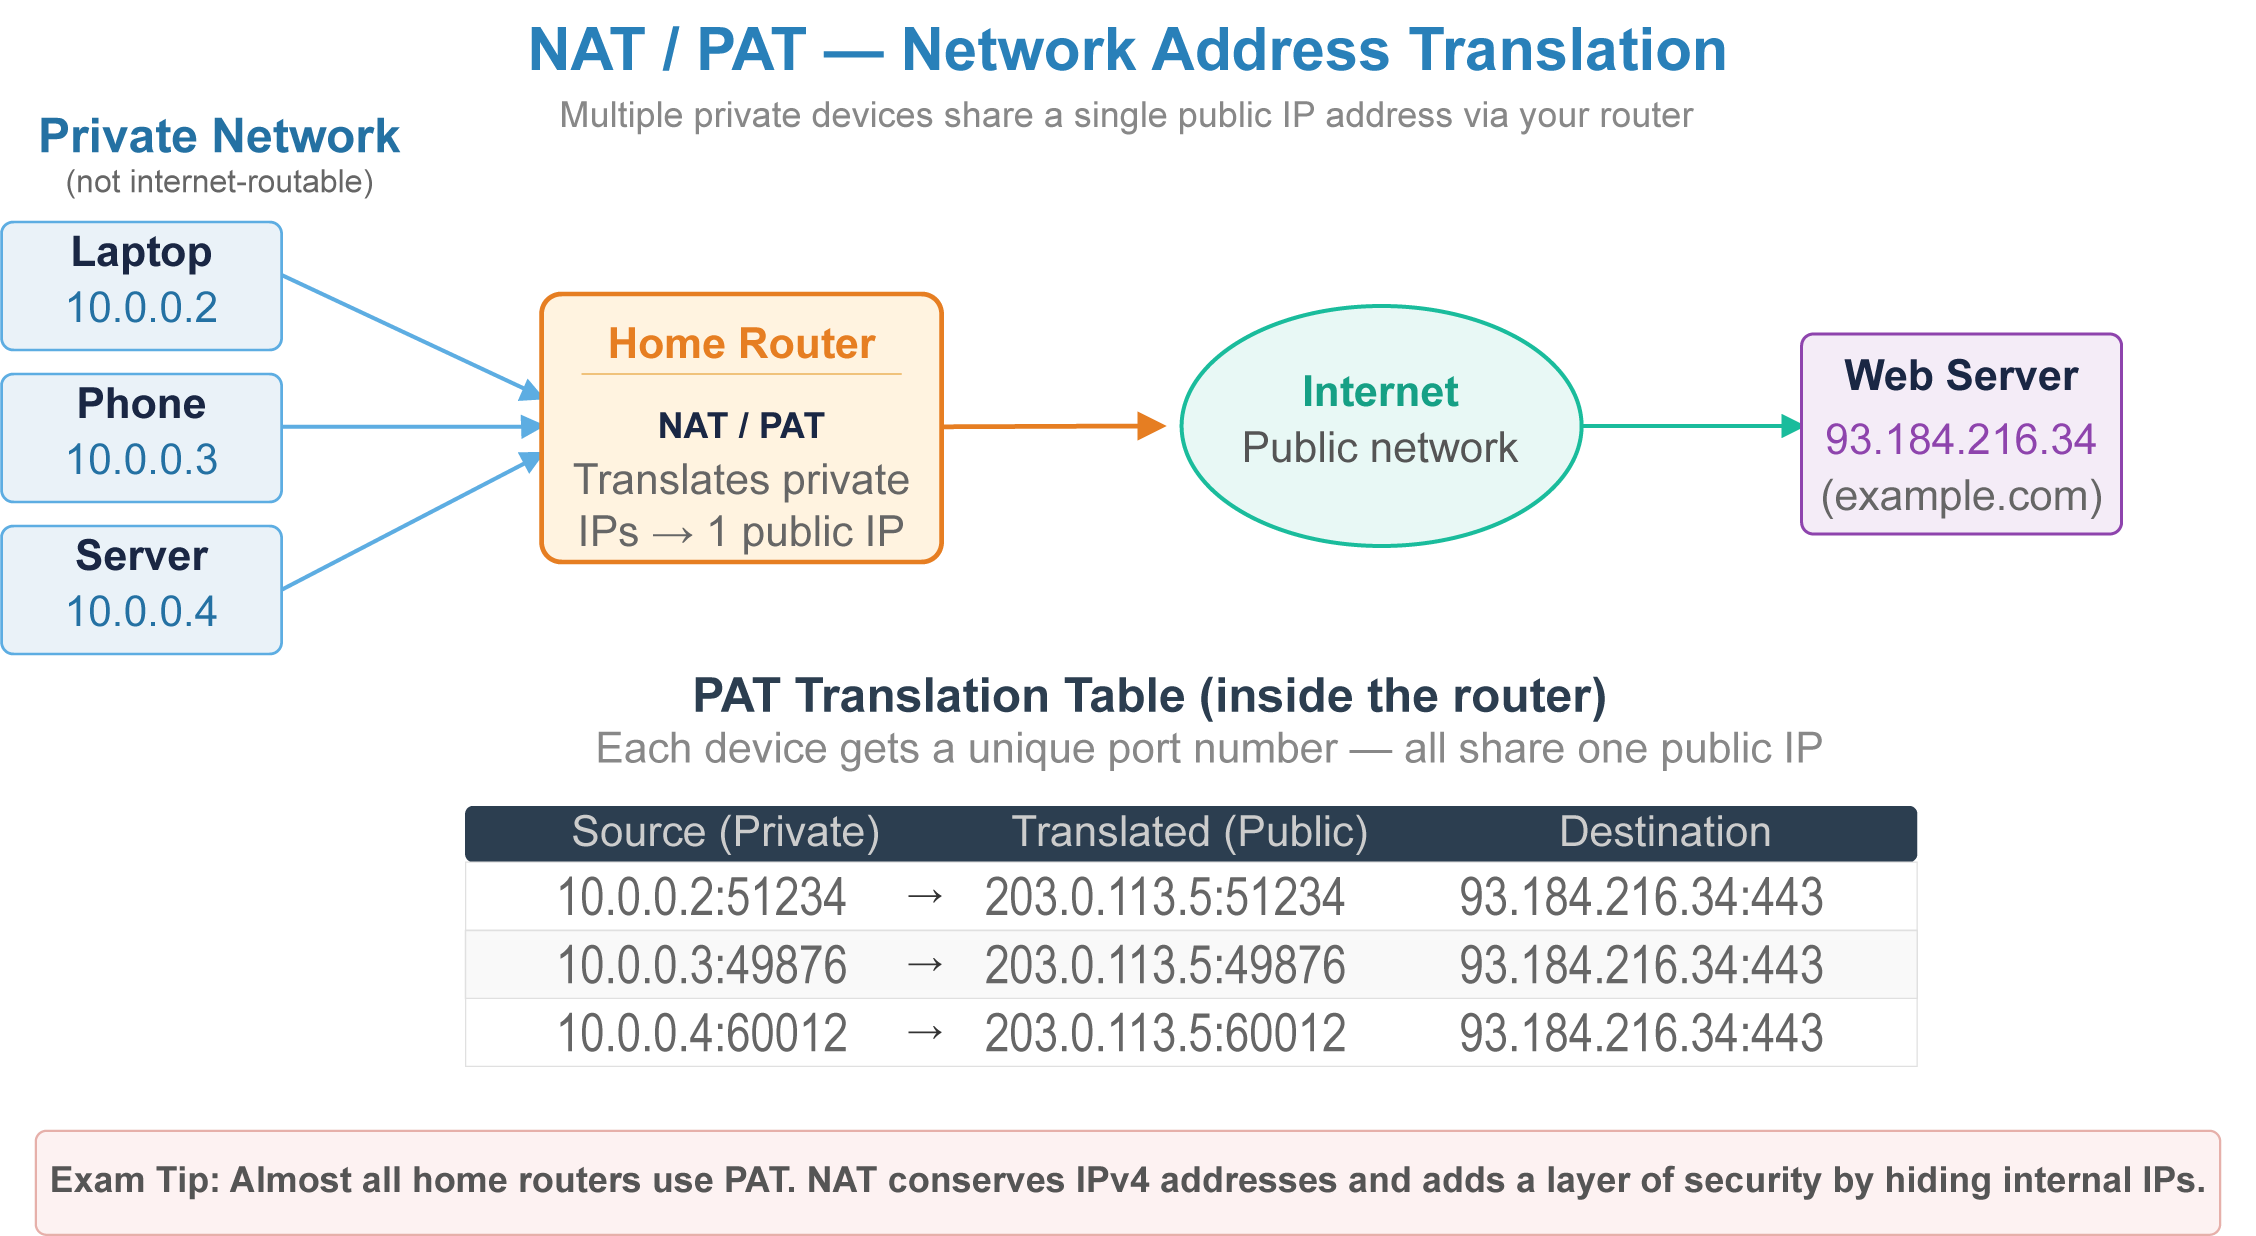 NAT / PAT — Network Address Translation
Multiple private devices share a single public IP address via your router
Private Network
(not internet-routable)
Laptop
10.0.0.2
Phone
10.0.0.3
Server
10.0.0.4
Home Router
NAT / PAT
Translates private
IPs → 1 public IP
Internet
Public network
Web Server
93.184.216.34
(example.com)
PAT Translation Table (inside the router)
Each device gets a unique port number — all share one public IP
Source (Private) Translated (Public) Destination
10.0.0.2:51234 → 203.0.113.5:51234 93.184.216.34:443
10.0.0.3:49876 → 203.0.113.5:49876 93.184.216.34:443
10.0.0.4:60012 → 203.0.113.5:60012 93.184.216.34:443
Exam Tip: Almost all home routers use PAT. NAT conserves IPv4 addresses and adds a layer of security by hiding internal IPs.